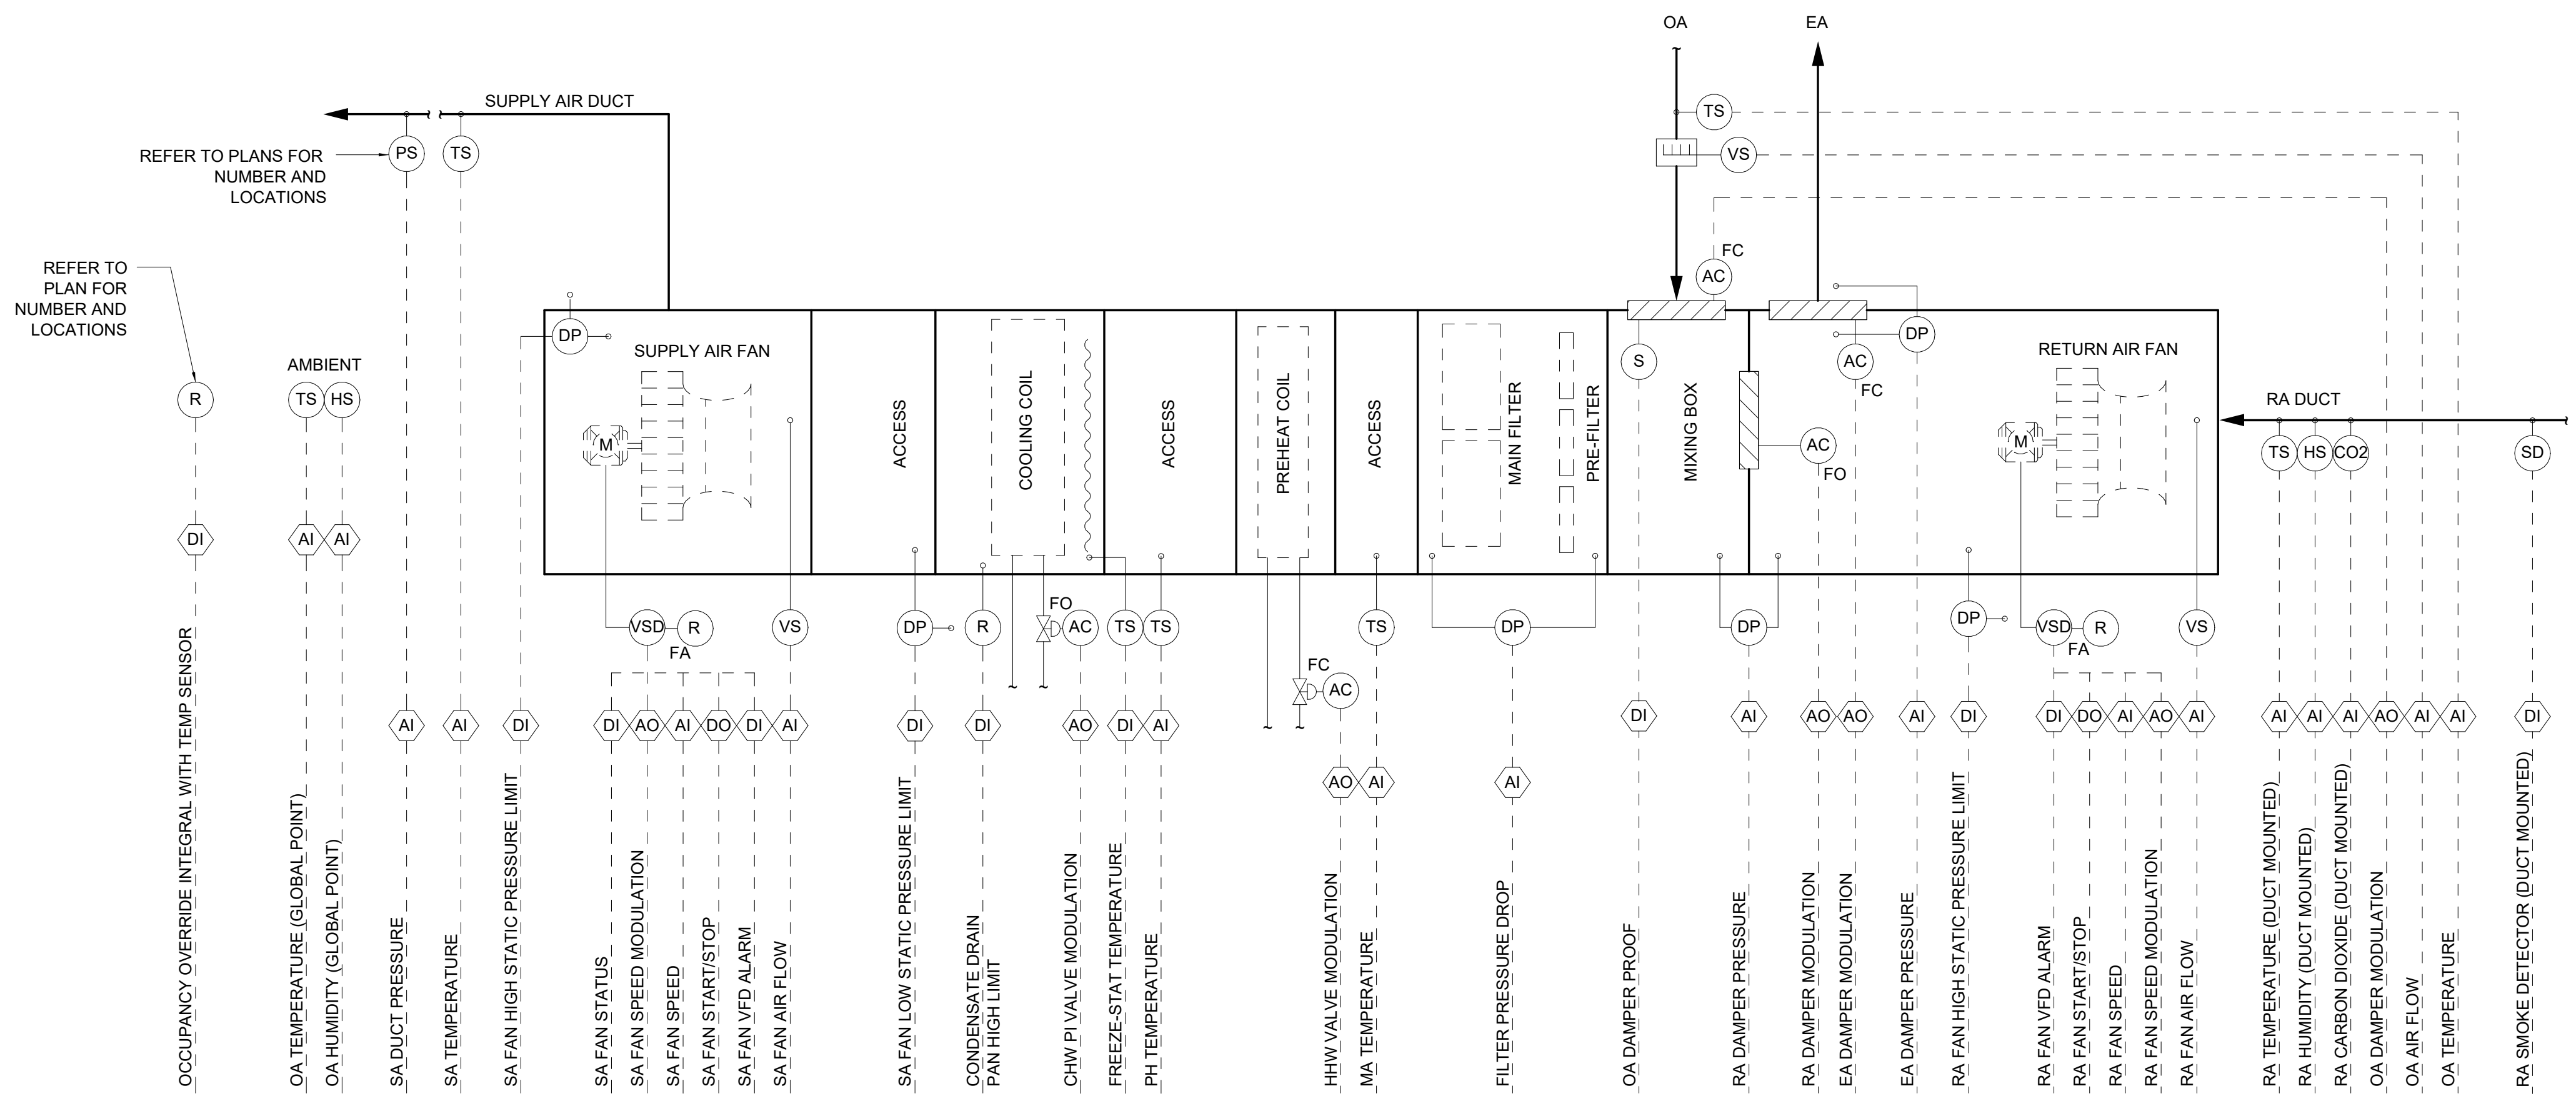 OA
EA
SUPPLY AIR DUCT
TS
REFER TO PLANS FOR
NUMBER AND
LOCATIONS
PS
TS
VS
REFER TO
PLAN FOR
NUMBER AND
LOCATIONS
FC
AC
DP
SUPPLY AIR FAN
AMBIENT
R
TS
HS
M
ACCESS
COOLING COIL
ACCESS
PREHEAT COIL
ACCESS
MAIN FILTER
PRE-FILTER
S
MIXING BOX
AC
FC
DP
AC
FO
RETURN AIR FAN
M
RA DUCT
TS
HS
CO2
SD
DI
AI
AI
VSD
R
FA
VS
DP
R
FO
AC
TS
TS
FC
AC
TS
DP
DP
DP
VSD
R
FA
VS
AI
AI
DI
DI
AO
AI
DO
DI
AI
DI
DI
AO
DI
AI
AO
AI
AI
DI
AI
AO
AO
AI
DI
DI
DO
AI
AO
AI
AI
AI
AI
AO
AI
AI
DI
OCCUPANCY OVERRIDE INTEGRAL WITH TEMP SENSOR
OA TEMPERATURE (GLOBAL POINT)
OA HUMIDITY (GLOBAL POINT)
SA DUCT PRESSURE
SA TEMPERATURE
SA FAN HIGH STATIC PRESSURE LIMIT
SA FAN STATUS
SA FAN SPEED MODULATION
SA FAN SPEED
SA FAN START/STOP
SA FAN VFD ALARM
SA FAN AIR FLOW
SA FAN LOW STATIC PRESSURE LIMIT
CONDENSATE DRAIN
PAN HIGH LIMIT
CHW PI VALVE MODULATION
FREEZE-STAT TEMPERATURE
PH TEMPERATURE
HHW VALVE MODULATION
MA TEMPERATURE
FILTER PRESSURE DROP
OA DAMPER PROOF
RA DAMPER PRESSURE
RA DAMPER MODULATION
EA DAMPER MODULATION
EA DAMPER PRESSURE
RA FAN HIGH STATIC PRESSURE LIMIT
RA FAN VFD ALARM
RA FAN START/STOP
RA FAN SPEED
RA FAN SPEED MODULATION
RA FAN AIR FLOW
RA TEMPERATURE (DUCT MOUNTED)
RA HUMIDITY (DUCT MOUNTED)
RA CARBON DIOXIDE (DUCT MOUNTED)
OA DAMPER MODULATION
OA AIR FLOW
OA TEMPERATURE
RA SMOKE DETECTOR (DUCT MOUNTED)